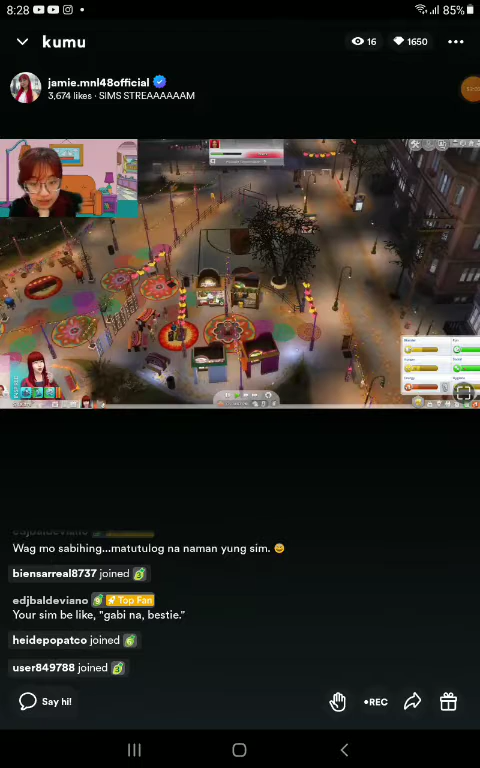 8:28
85%
kumu
16
1650
jamie.mnl48official
3,674 likes · SIMS STREAAAAAAM
edjbaldeviano
Wag mo sabihing...matutulog na naman yung sim. 😄
biensarreal8737 joined
edjbaldeviano Top Fan
Your sim be like, "gabi na, bestie."
heidepopatco joined
user849788 joined
Say hi!
•REC